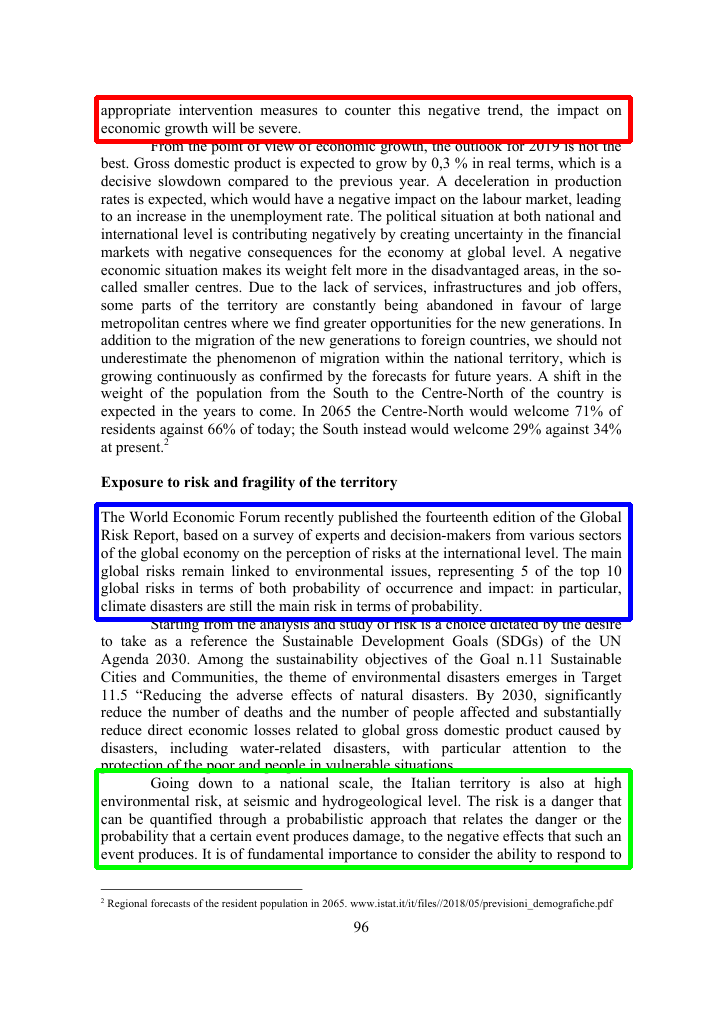 appropriate intervention measures to counter this negative trend, the impact on
economic growth will be severe.
From the point of view of economic growth, the outlook for 2019 is not the
best. Gross domestic product is expected to grow by 0,3 % in real terms, which is a
decisive slowdown compared to the previous year. A deceleration in production
rates is expected, which would have a negative impact on the labour market, leading
to an increase in the unemployment rate. The political situation at both national and
international level is contributing negatively by creating uncertainty in the financial
markets with negative consequences for the economy at global level. A negative
economic situation makes its weight felt more in the disadvantaged areas, in the so-
called smaller centres. Due to the lack of services, infrastructures and job offers,
some parts of the territory are constantly being abandoned in favour of large
metropolitan centres where we find greater opportunities for the new generations. In
addition to the migration of the new generations to foreign countries, we should not
underestimate the phenomenon of migration within the national territory, which is
growing continuously as confirmed by the forecasts for future years. A shift in the
weight of the population from the South to the Centre-North of the country is
expected in the years to come. In 2065 the Centre-North would welcome 71% of
residents against 66% of today; the South instead would welcome 29% against 34%
at present.2
Exposure to risk and fragility of the territory
The World Economic Forum recently published the fourteenth edition of the Global
Risk Report, based on a survey of experts and decision-makers from various sectors
of the global economy on the perception of risks at the international level. The main
global risks remain linked to environmental issues, representing 5 of the top 10
global risks in terms of both probability of occurrence and impact: in particular,
climate disasters are still the main risk in terms of probability.
Starting from the analysis and study of risk is a choice dictated by the desire
to take as a reference the Sustainable Development Goals (SDGs) of the UN
Agenda 2030. Among the sustainability objectives of the Goal n.11 Sustainable
Cities and Communities, the theme of environmental disasters emerges in Target
11.5 “Reducing the adverse effects of natural disasters. By 2030, significantly
reduce the number of deaths and the number of people affected and substantially
reduce direct economic losses related to global gross domestic product caused by
disasters, including water-related disasters, with particular attention to the
protection of the poor and people in vulnerable situations.
Going down to a national scale, the Italian territory is also at high
environmental risk, at seismic and hydrogeological level. The risk is a danger that
can be quantified through a probabilistic approach that relates the danger or the
probability that a certain event produces damage, to the negative effects that such an
event produces. It is of fundamental importance to consider the ability to respond to
2 Regional forecasts of the resident population in 2065. www.istat.it/it/files//2018/05/previsioni_demografiche.pdf
96